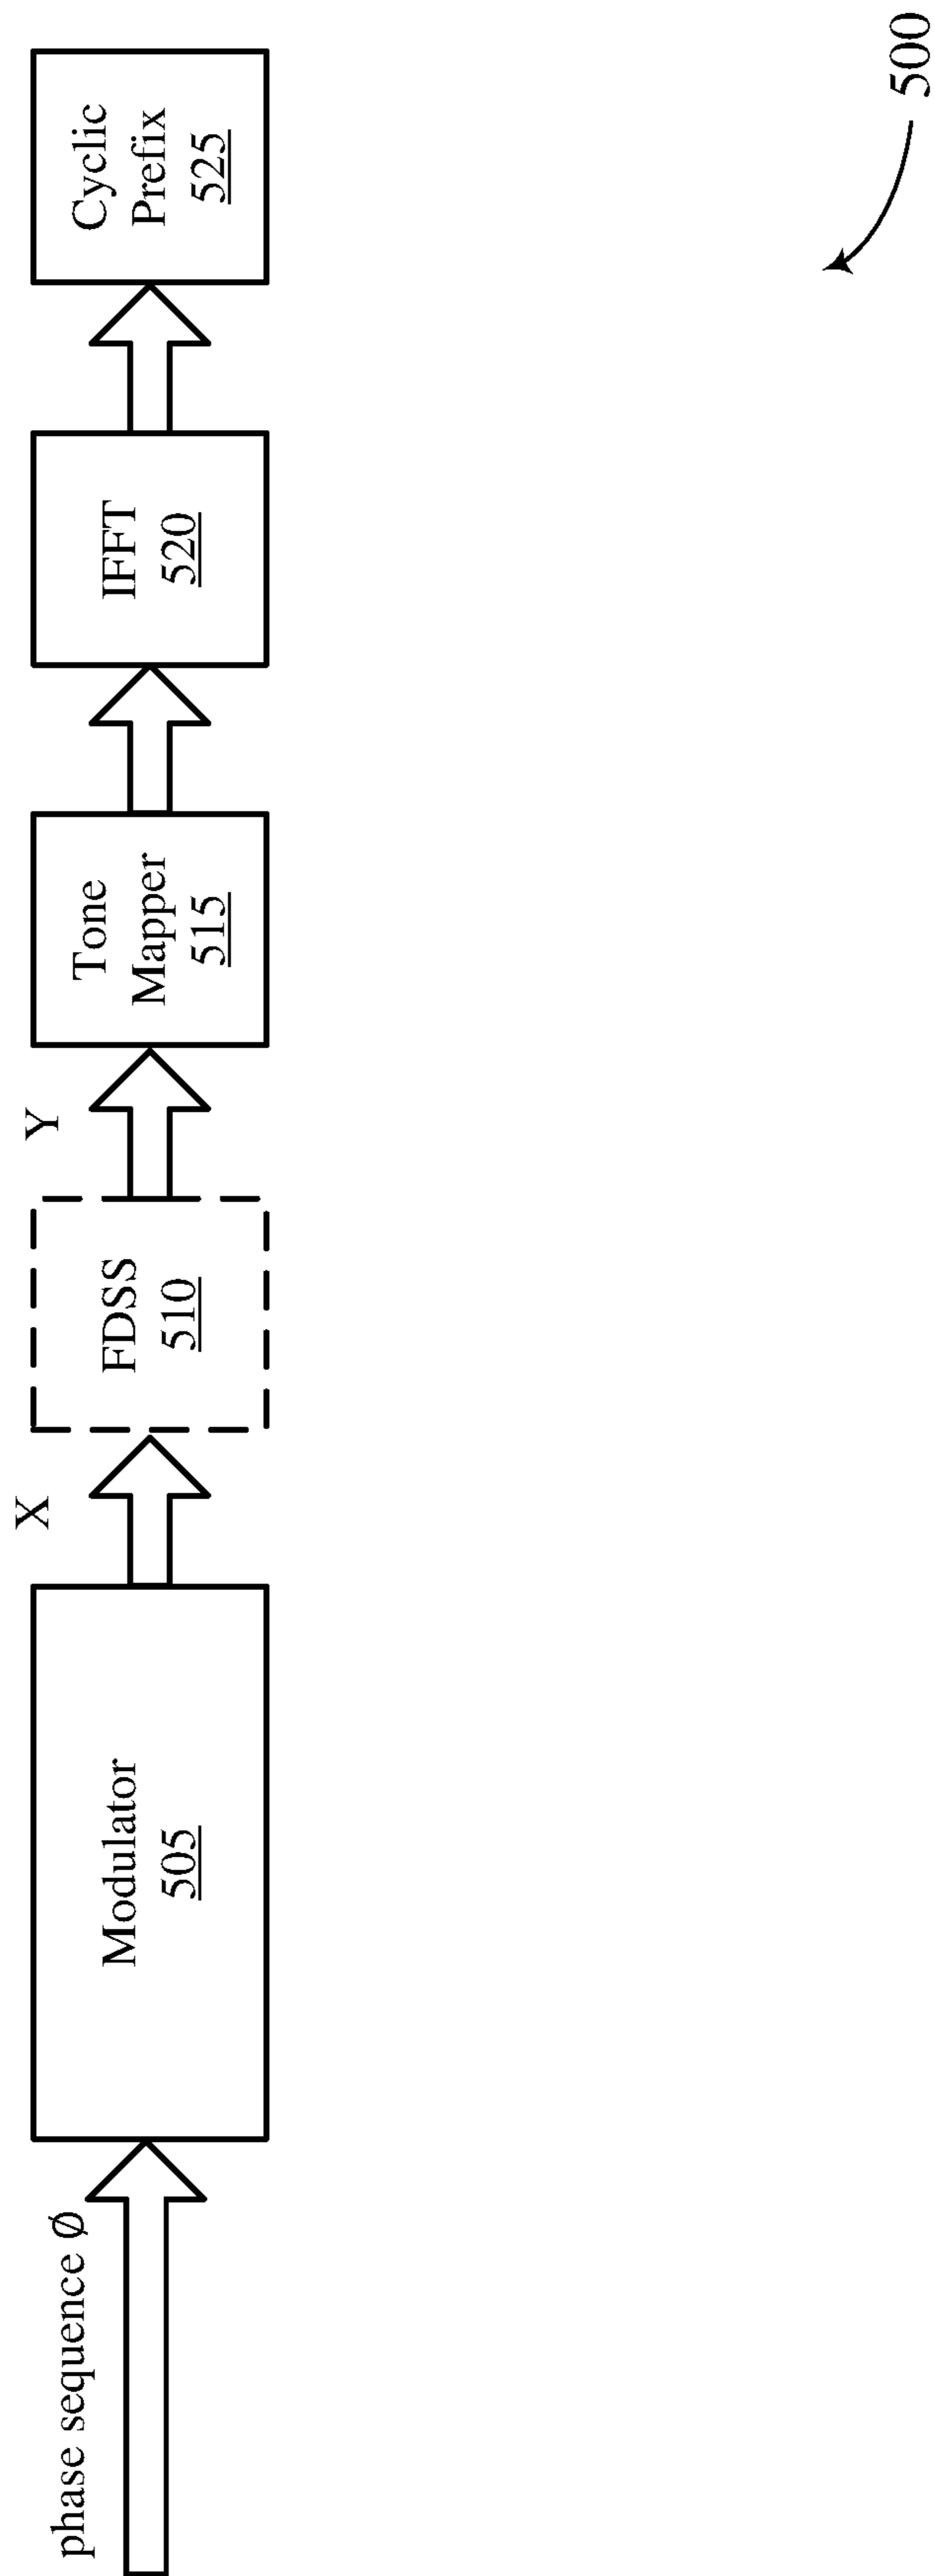 phase sequence Ø
Modulator
505
X
FDSS
510
Y
Tone
Mapper
515
IFFT
520
Cyclic
Prefix
525
500